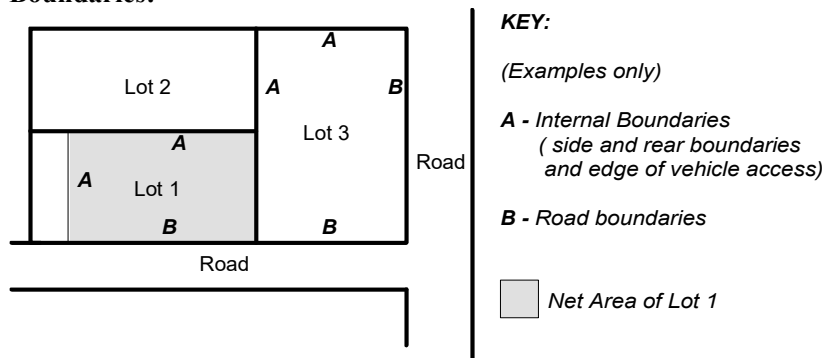 Boundaries:
A
Lot 2
A
B
Lot 3
A
Road
A
Lot 1
B
B
Road
KEY:
(Examples only)
A - Internal Boundaries
( side and rear boundaries
and edge of vehicle access)
B - Road boundaries
Net Area of Lot 1